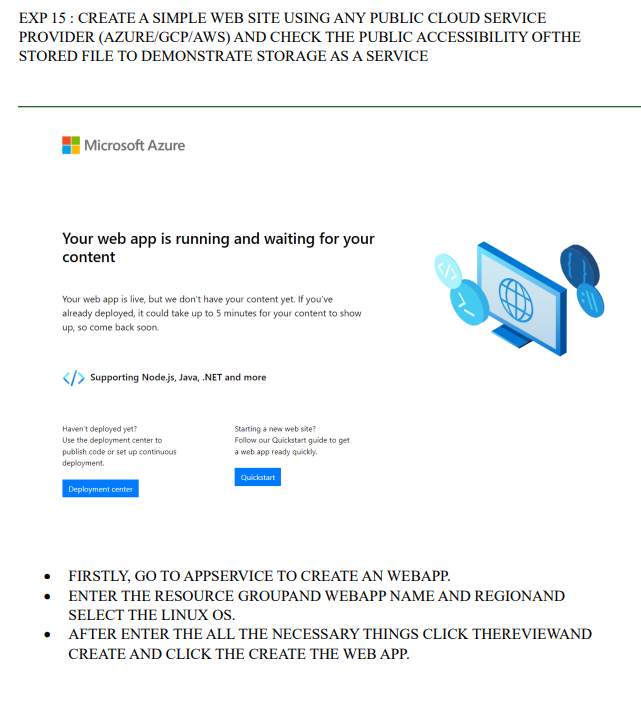 EXP 15 : CREATE A SIMPLE WEB SITE USING ANY PUBLIC CLOUD SERVICE
PROVIDER (AZURE/GCP/AWS) AND CHECK THE PUBLIC ACCESSIBILITY OFTHE
STORED FILE TO DEMONSTRATE STORAGE AS A SERVICE
Microsoft Azure
Your web app is running and waiting for your
content
Your web app is live, but we don't have your content yet. If you've
already deployed, it could take up to 5 minutes for your content to show
up, so come back soon.
</> Supporting Node.js, Java, .NET and more
Haven't deployed yet?
Use the deployment center to
publish code or set up continuous
deployment.
Deployment center
Starting a new web site?
Follow our Quickstart guide to get
a web app ready quickly.
Quickstart
• FIRSTLY, GO TO APPSERVICE TO CREATE AN WEBAPP.
• ENTER THE RESOURCE GROUPAND WEBAPP NAME AND REGIONAND
SELECT THE LINUX OS.
• AFTER ENTER THE ALL THE NECESSARY THINGS CLICK THEREVIEWAND
CREATE AND CLICK THE CREATE THE WEB APP.